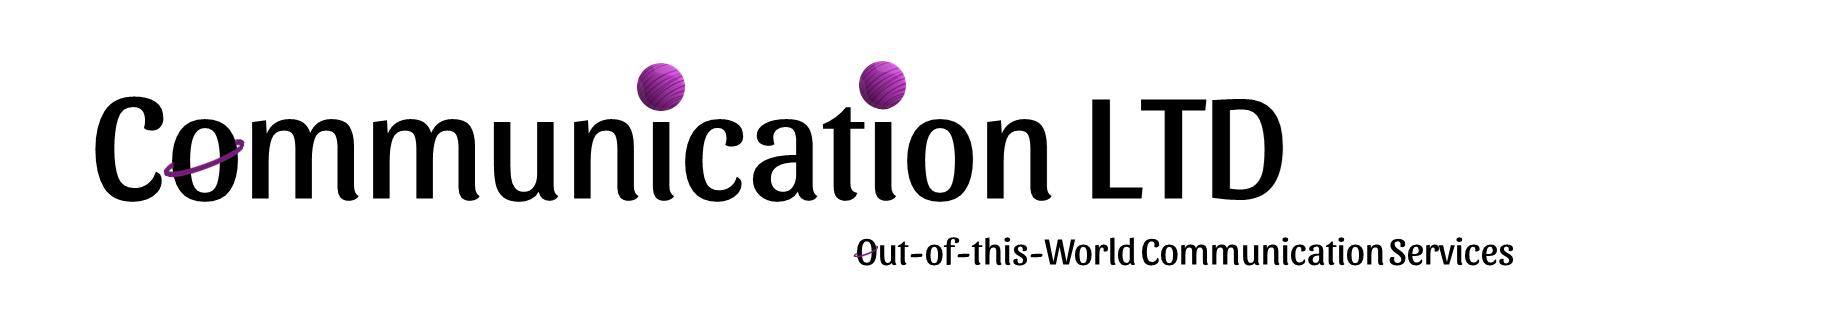 Communication LTD
Out-of-this-World Communication Services